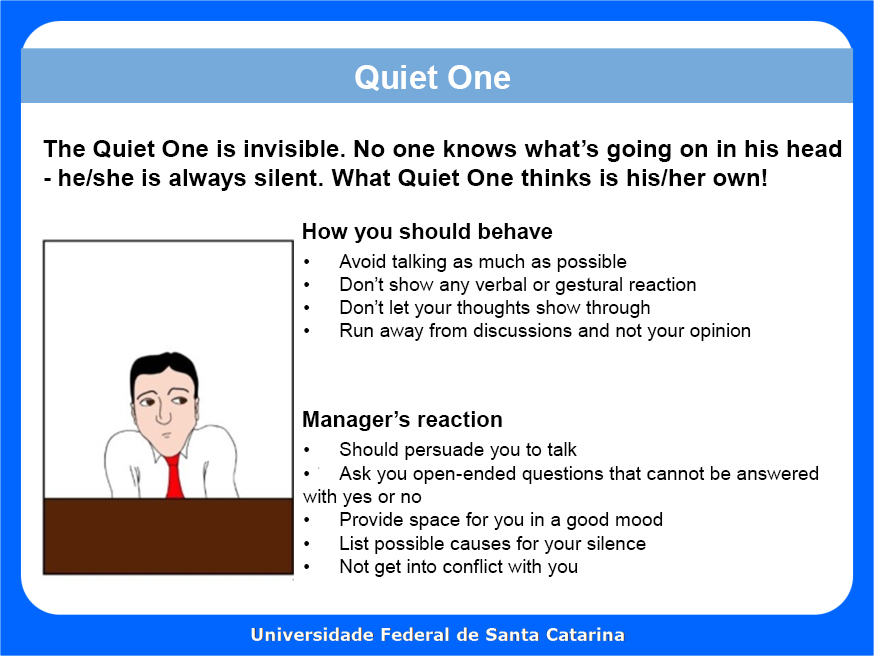 Quiet One
The Quiet One is invisible. No one knows what’s going on in his head
- he/she is always silent. What Quiet One thinks is his/her own!
How you should behave
• Avoid talking as much as possible
• Don’t show any verbal or gestural reaction
• Don’t let your thoughts show through
• Run away from discussions and not your opinion
Manager’s reaction
• Should persuade you to talk
• Ask you open-ended questions that cannot be answered
with yes or no
• Provide space for you in a good mood
• List possible causes for your silence
• Not get into conflict with you
Universidade Federal de Santa Catarina